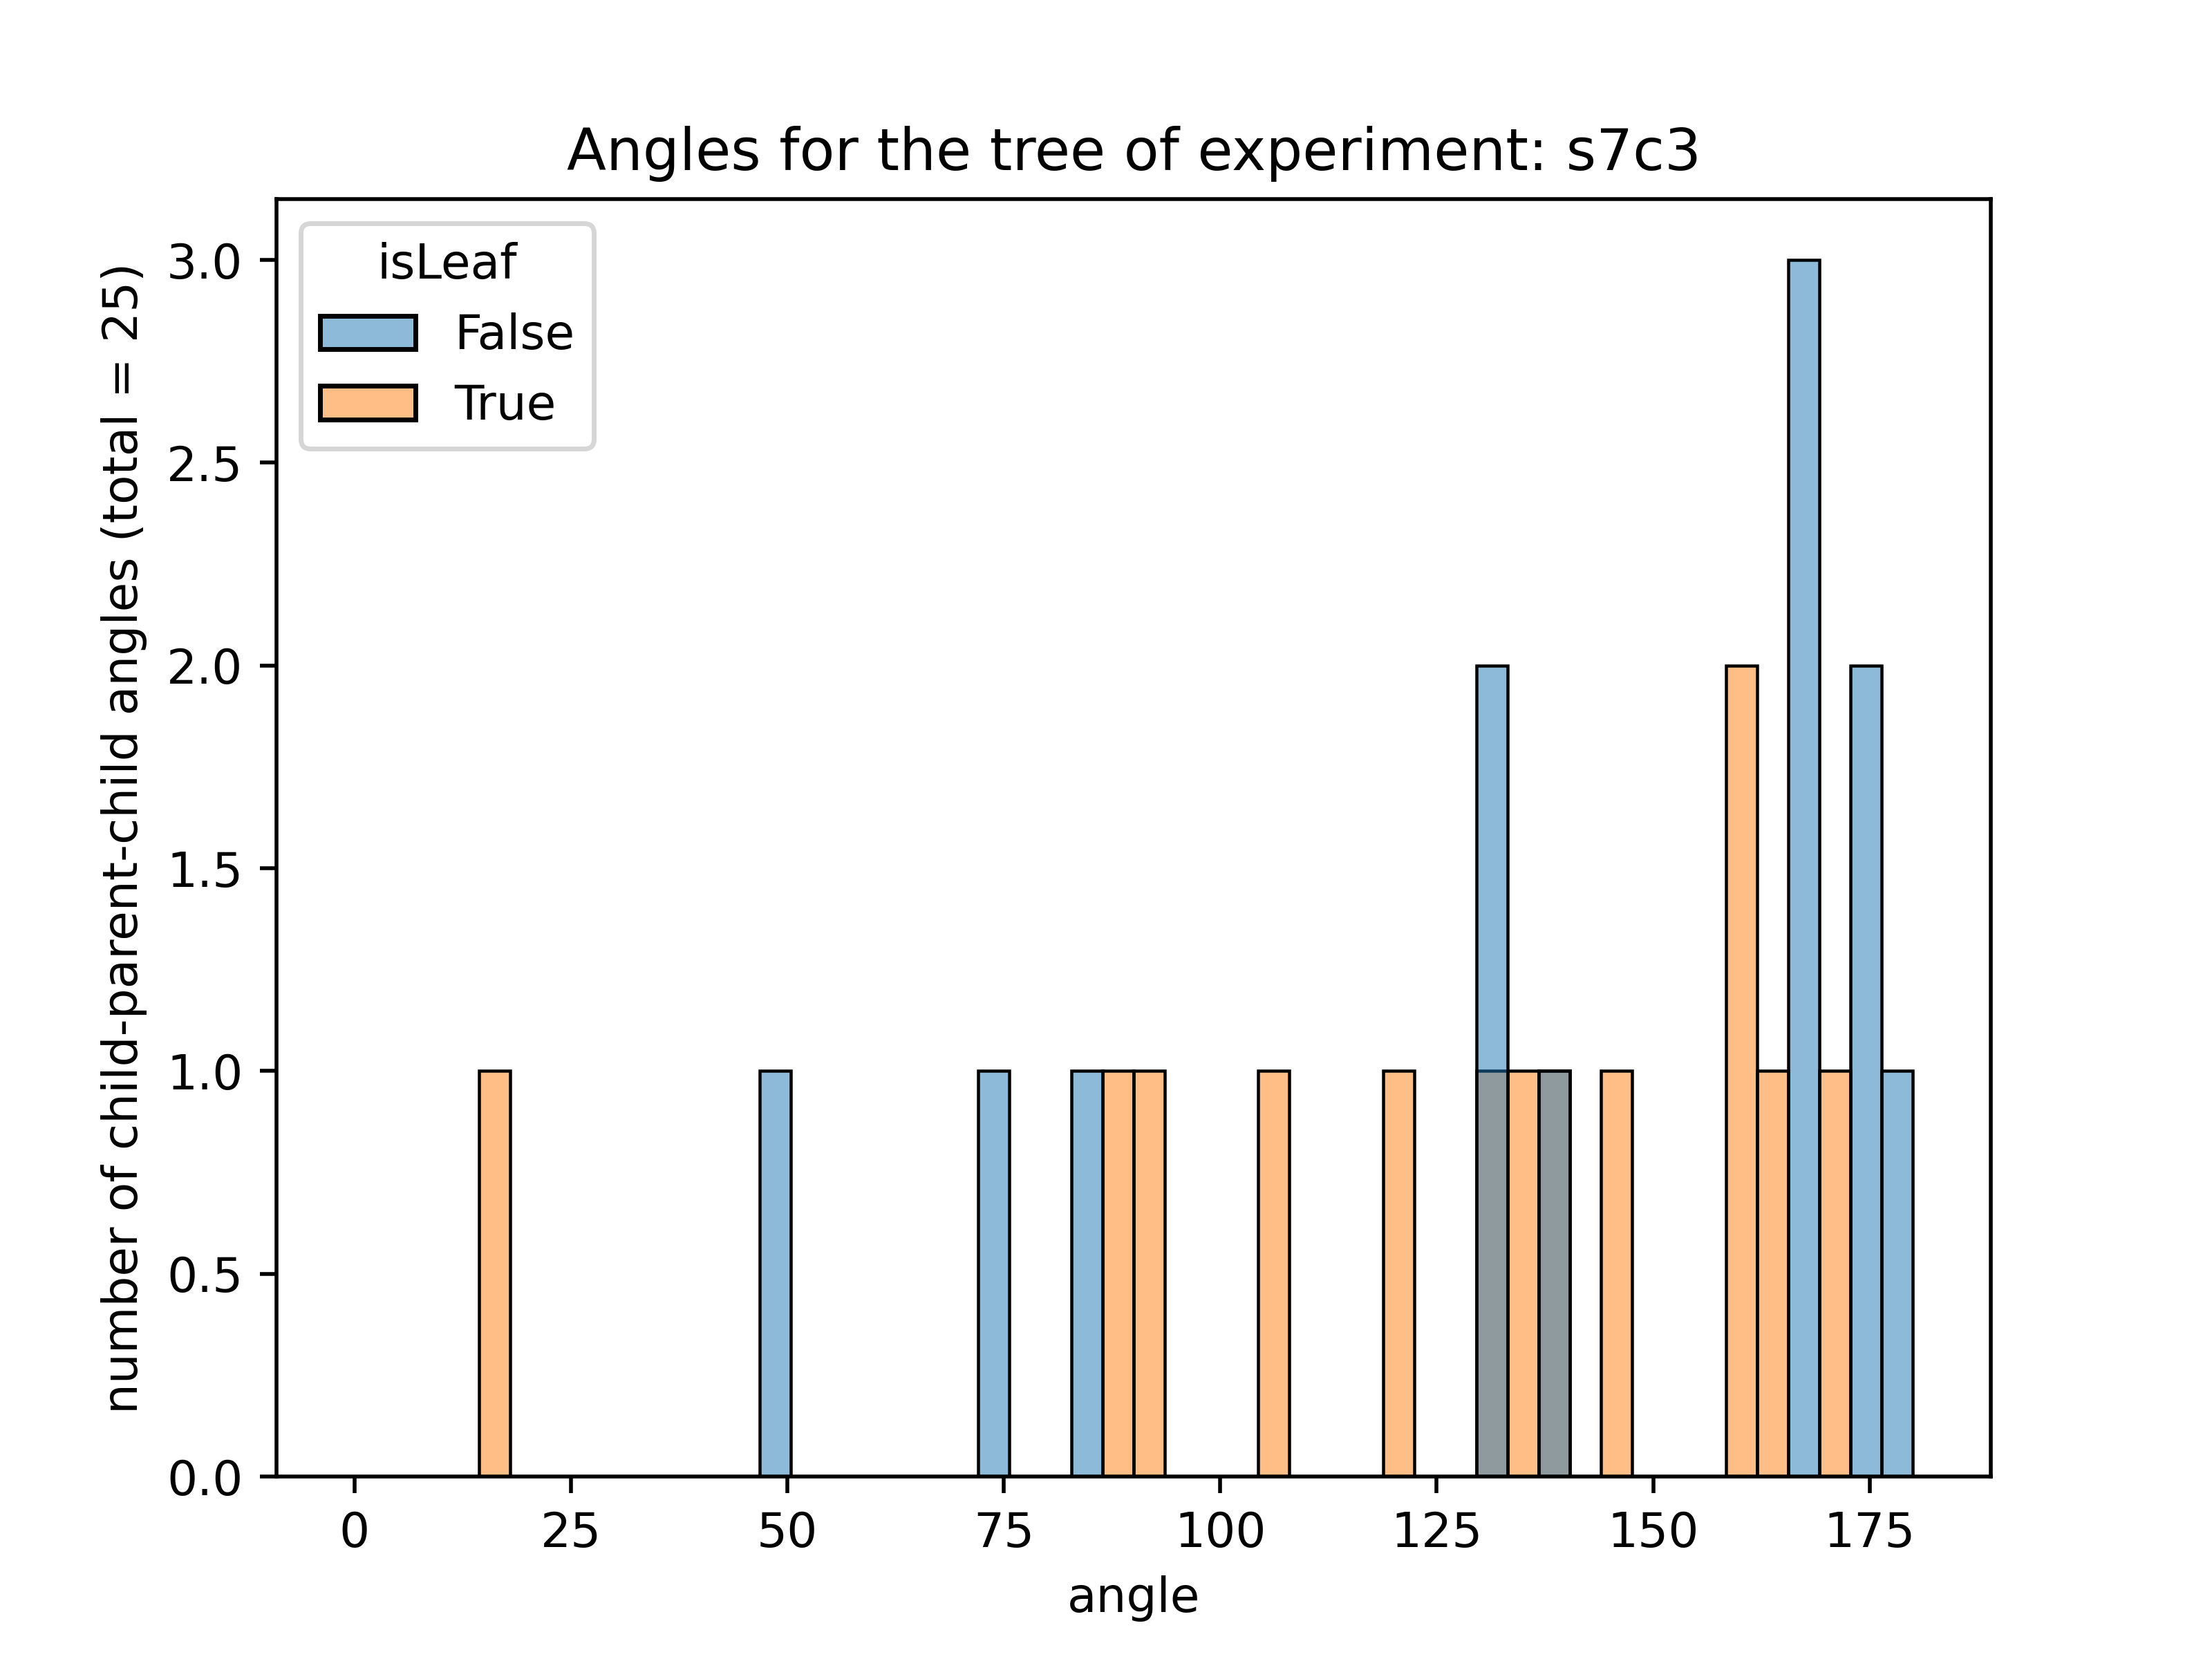 Angles for the tree of experiment: s7c3
isLeaf
False
True
number of child-parent-child angles (total = 25)
3.0
2.5
2.0
1.5
1.0
0.5
0.0
0 25 50 75 100 125 150 175
angle